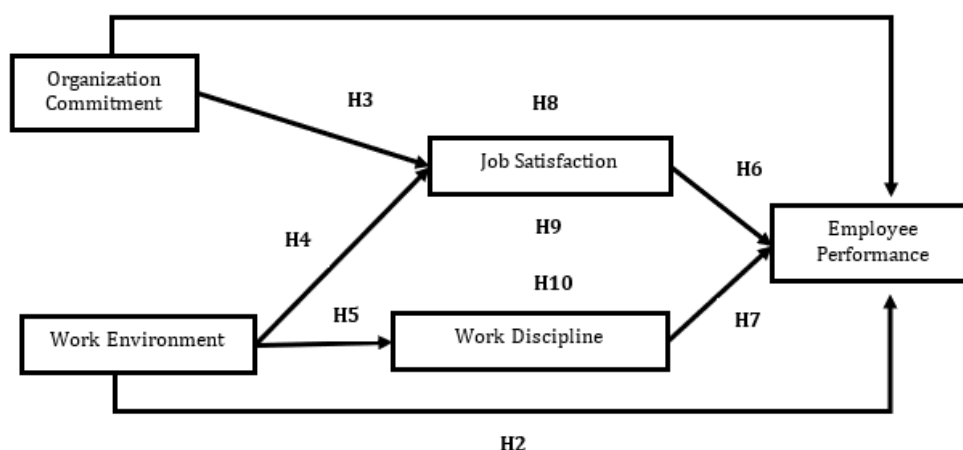 Organization
Commitment
H3
H8
Job Satisfaction
H6
Employee
Performance
H4
H9
H10
H5
Work Environment
Work Discipline
H7
H2